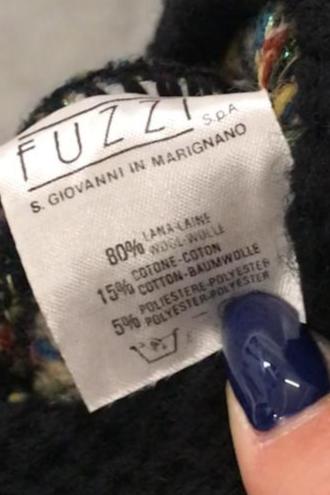 FUZZI SpA
S. GIOVANNI IN MARIGNANO
80% LANA-LAINE
WOOL-WOLLE
15% COTONE-COTON
COTTON-BAUMWOLLE
5% POLIESTERE-POLYESTER
POLYESTER-POLYESTER